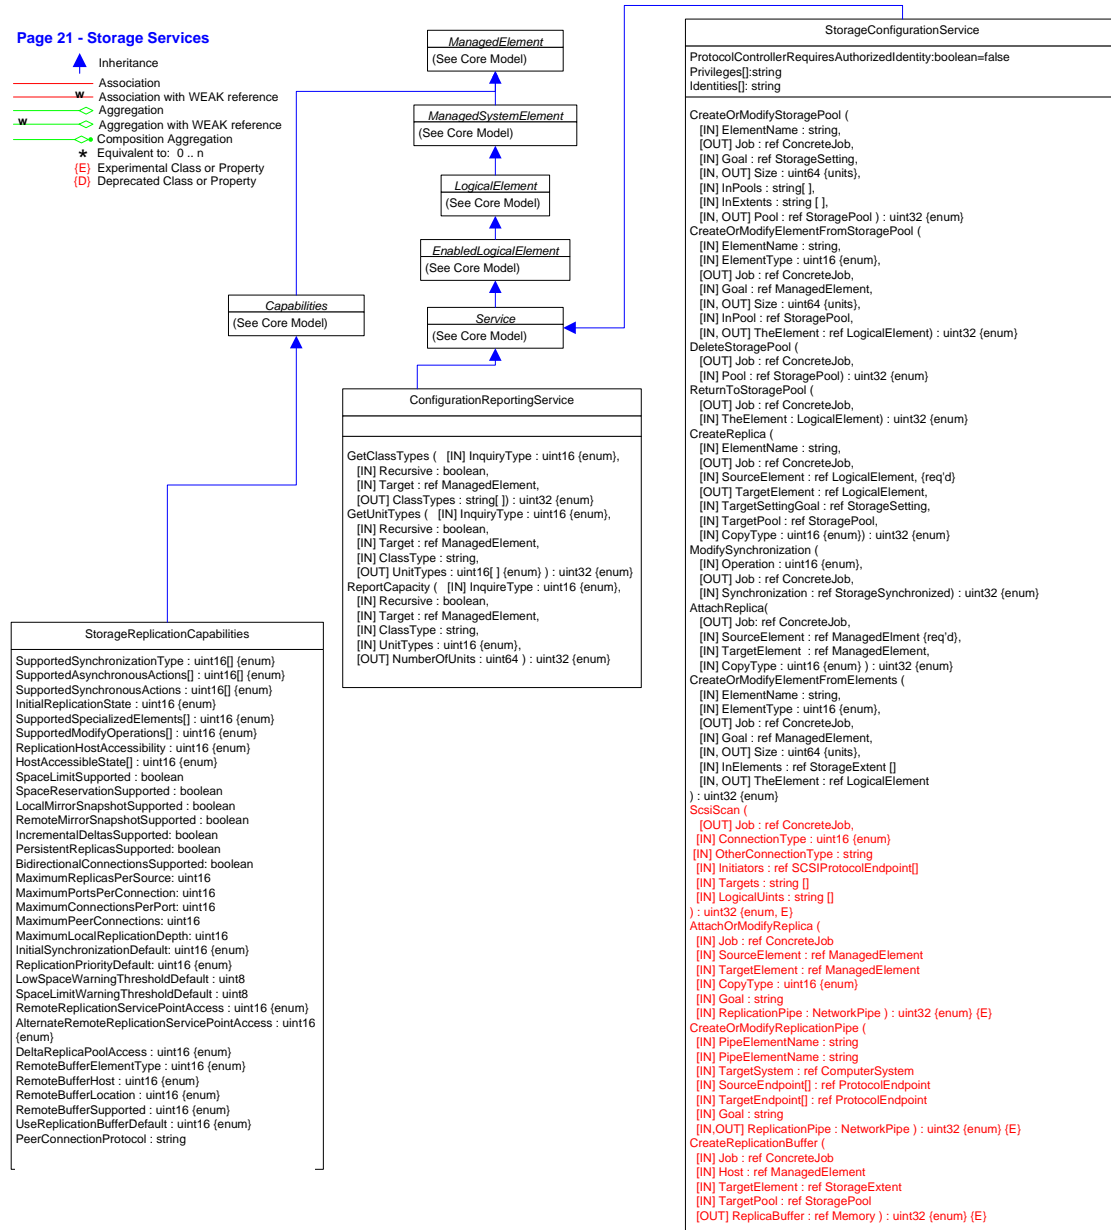 Page 21 - Storage Services
Inheritance
Association
w
Association with WEAK reference
Aggregation
w
Aggregation with WEAK reference
Composition Aggregation
* Equivalent to: 0 .. n
{E} Experimental Class or Property
{D} Deprecated Class or Property
ManagedElement
(See Core Model)
ManagedSystemElement
(See Core Model)
LogicalElement
(See Core Model)
EnabledLogicalElement
(See Core Model)
Capabilities
(See Core Model)
Service
(See Core Model)
ConfigurationReportingService
GetClassTypes ( [IN] InquiryType : uint16 {enum},
[IN] Recursive : boolean,
[IN] Target : ref ManagedElement,
[OUT] ClassTypes : string[ ]) : uint32 {enum}
GetUnitTypes ( [IN] InquiryType : uint16 {enum},
[IN] Recursive : boolean,
[IN] Target : ref ManagedElement,
[IN] ClassType : string,
[OUT] UnitTypes : uint16[ ] {enum} ) : uint32 {enum}
ReportCapacity ( [IN] InquireType : uint16 {enum},
[IN] Recursive : boolean,
[IN] Target : ref ManagedElement,
[IN] ClassType : string,
[IN] UnitTypes : uint16 {enum},
[OUT] NumberOfUnits : uint64 ) : uint32 {enum}
StorageReplicationCapabilities
SupportedSynchronizationType : uint16[] {enum}
SupportedAsynchronousActions[] : uint16[] {enum}
SupportedSynchronousActions : uint16[] {enum}
InitialReplicationState : uint16 {enum}
SupportedSpecializedElements[] : uint16 {enum}
SupportedModifyOperations[] : uint16 {enum}
ReplicationHostAccessibility : uint16 {enum}
HostAccessibleState[] : uint16 {enum}
SpaceLimitSupported : boolean
SpaceReservationSupported : boolean
LocalMirrorSnapshotSupported : boolean
RemoteMirrorSnapshotSupported : boolean
IncrementalDeltasSupported: boolean
PersistentReplicasSupported: boolean
BidirectionalConnectionsSupported: boolean
MaximumReplicasPerSource: uint16
MaximumPortsPerConnection: uint16
MaximumConnectionsPerPort: uint16
MaximumPeerConnections: uint16
MaximumLocalReplicationDepth: uint16
InitialSynchronizationDefault: uint16 {enum}
ReplicationPriorityDefault: uint16 {enum}
LowSpaceWarningThresholdDefault : uint8
SpaceLimitWarningThresholdDefault : uint8
RemoteReplicationServicePointAccess : uint16 {enum}
AlternateRemoteReplicationServicePointAccess : uint16
{enum}
DeltaReplicaPoolAccess : uint16 {enum}
RemoteBufferElementType : uint16 {enum}
RemoteBufferHost : uint16 {enum}
RemoteBufferLocation : uint16 {enum}
RemoteBufferSupported : uint16 {enum}
UseReplicationBufferDefault : uint16 {enum}
PeerConnectionProtocol : string
StorageConfigurationService
ProtocolControllerRequiresAuthorizedIdentity:boolean=false
Privileges[]:string
Identities[]: string
CreateOrModifyStoragePool (
[IN] ElementName : string,
[OUT] Job : ref ConcreteJob,
[IN] Goal : ref StorageSetting,
[IN, OUT] Size : uint64 {units},
[IN] InPools : string[ ],
[IN] InExtents : string [ ],
[IN, OUT] Pool : ref StoragePool ) : uint32 {enum}
CreateOrModifyElementFromStoragePool (
[IN] ElementName : string,
[IN] ElementType : uint16 {enum},
[OUT] Job : ref ConcreteJob,
[IN] Goal : ref ManagedElement,
[IN, OUT] Size : uint64 {units},
[IN] InPool : ref StoragePool,
[IN, OUT] TheElement : ref LogicalElement) : uint32 {enum}
DeleteStoragePool (
[OUT] Job : ref ConcreteJob,
[IN] Pool : ref StoragePool) : uint32 {enum}
ReturnToStoragePool (
[OUT] Job : ref ConcreteJob,
[IN] TheElement : LogicalElement) : uint32 {enum}
CreateReplica (
[IN] ElementName : string,
[OUT] Job : ref ConcreteJob,
[IN] SourceElement : ref LogicalElement, {req'd}
[OUT] TargetElement : ref LogicalElement,
[IN] TargetSettingGoal : ref StorageSetting,
[IN] TargetPool : ref StoragePool,
[IN] CopyType : uint16 {enum}) : uint32 {enum}
ModifySynchronization (
[IN] Operation : uint16 {enum},
[OUT] Job : ref ConcreteJob,
[IN] Synchronization : ref StorageSynchronized) : uint32 {enum}
AttachReplica(
[OUT] Job: ref ConcreteJob,
[IN] SourceElement : ref ManagedElment {req'd},
[IN] TargetElement : ref ManagedElement,
[IN] CopyType : uint16 {enum} ) : uint32 {enum}
CreateOrModifyElementFromElements (
[IN] ElementName : string,
[IN] ElementType : uint16 {enum},
[OUT] Job : ref ConcreteJob,
[IN] Goal : ref ManagedElement,
[IN, OUT] Size : uint64 {units},
[IN] InElements : ref StorageExtent []
[IN, OUT] TheElement : ref LogicalElement
) : uint32 {enum}
ScsiScan (
[OUT] Job : ref ConcreteJob,
[IN] ConnectionType : uint16 {enum}
[IN] OtherConnectionType : string
[IN] Initiators : ref SCSIProtocolEndpoint[]
[IN] Targets : string []
[IN] LogicalUints : string []
) : uint32 {enum, E}
AttachOrModifyReplica (
[IN] Job : ref ConcreteJob
[IN] SourceElement : ref ManagedElement
[IN] TargetElement : ref ManagedElement
[IN] CopyType : uint16 {enum}
[IN] Goal : string
[IN] ReplicationPipe : NetworkPipe ) : uint32 {enum} {E}
CreateOrModifyReplicationPipe (
[IN] PipeElementName : string
[IN] PipeElementName : string
[IN] TargetSystem : ref ComputerSystem
[IN] SourceEndpoint[] : ref ProtocolEndpoint
[IN] TargetEndpoint[] : ref ProtocolEndpoint
[IN] Goal : string
[IN,OUT] ReplicationPipe : NetworkPipe ) : uint32 {enum} {E}
CreateReplicationBuffer (
[IN] Job : ref ConcreteJob
[IN] Host : ref ManagedElement
[IN] TargetElement : ref StorageExtent
[IN] TargetPool : ref StoragePool
[OUT] ReplicaBuffer : ref Memory ) : uint32 {enum} {E}